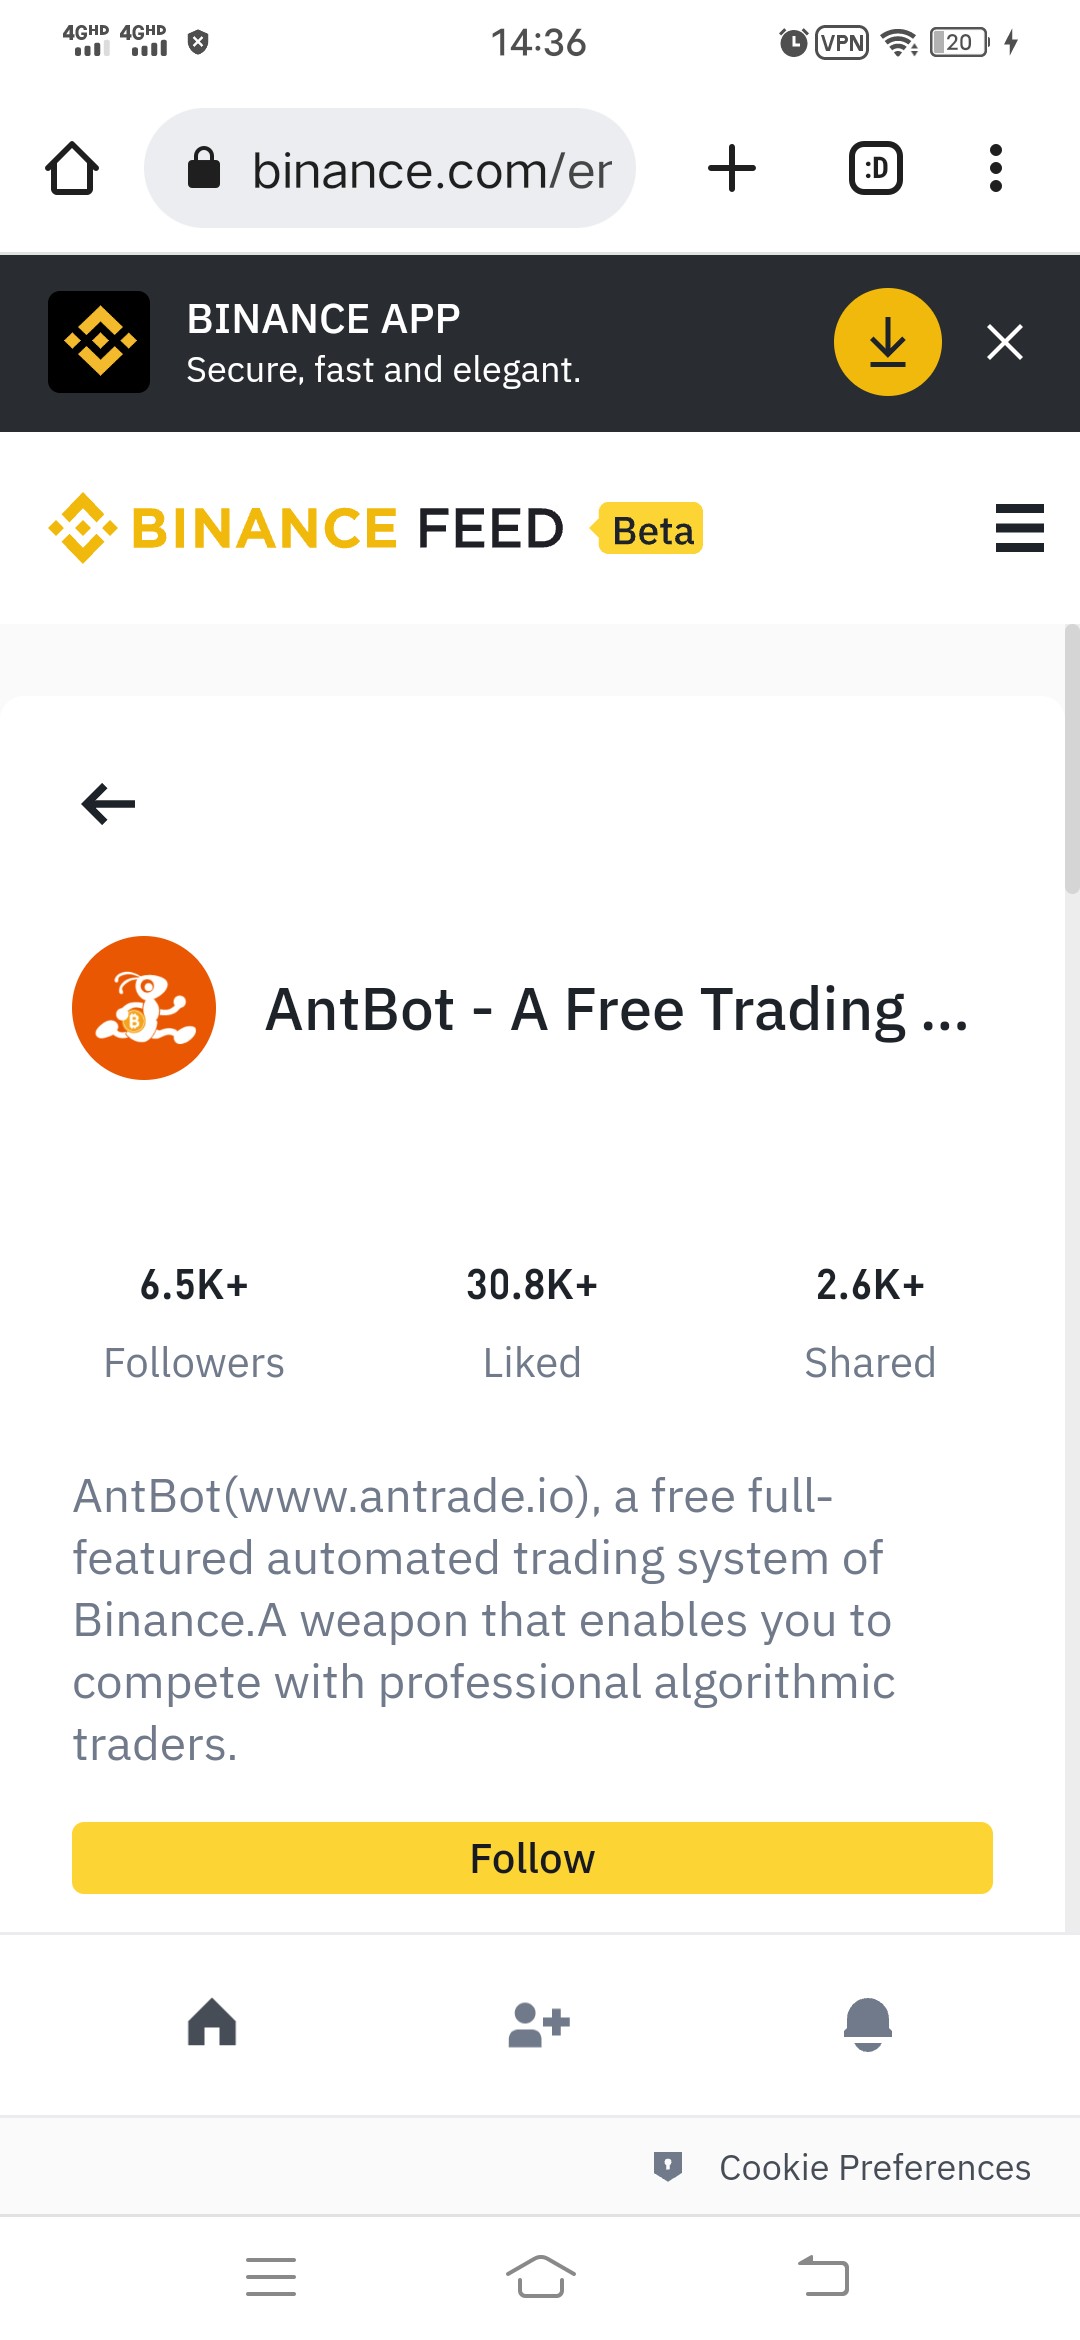 4GHD 4GHD 14:36 VPN 20
binance.com/er :D
BINANCE APP
Secure, fast and elegant.
BINANCE FEED Beta
AntBot - A Free Trading ...
6.5K+ 30.8K+ 2.6K+
Followers Liked Shared
AntBot(www.antrade.io), a free full-
featured automated trading system of
Binance.A weapon that enables you to
compete with professional algorithmic
traders.
Follow
Cookie Preferences